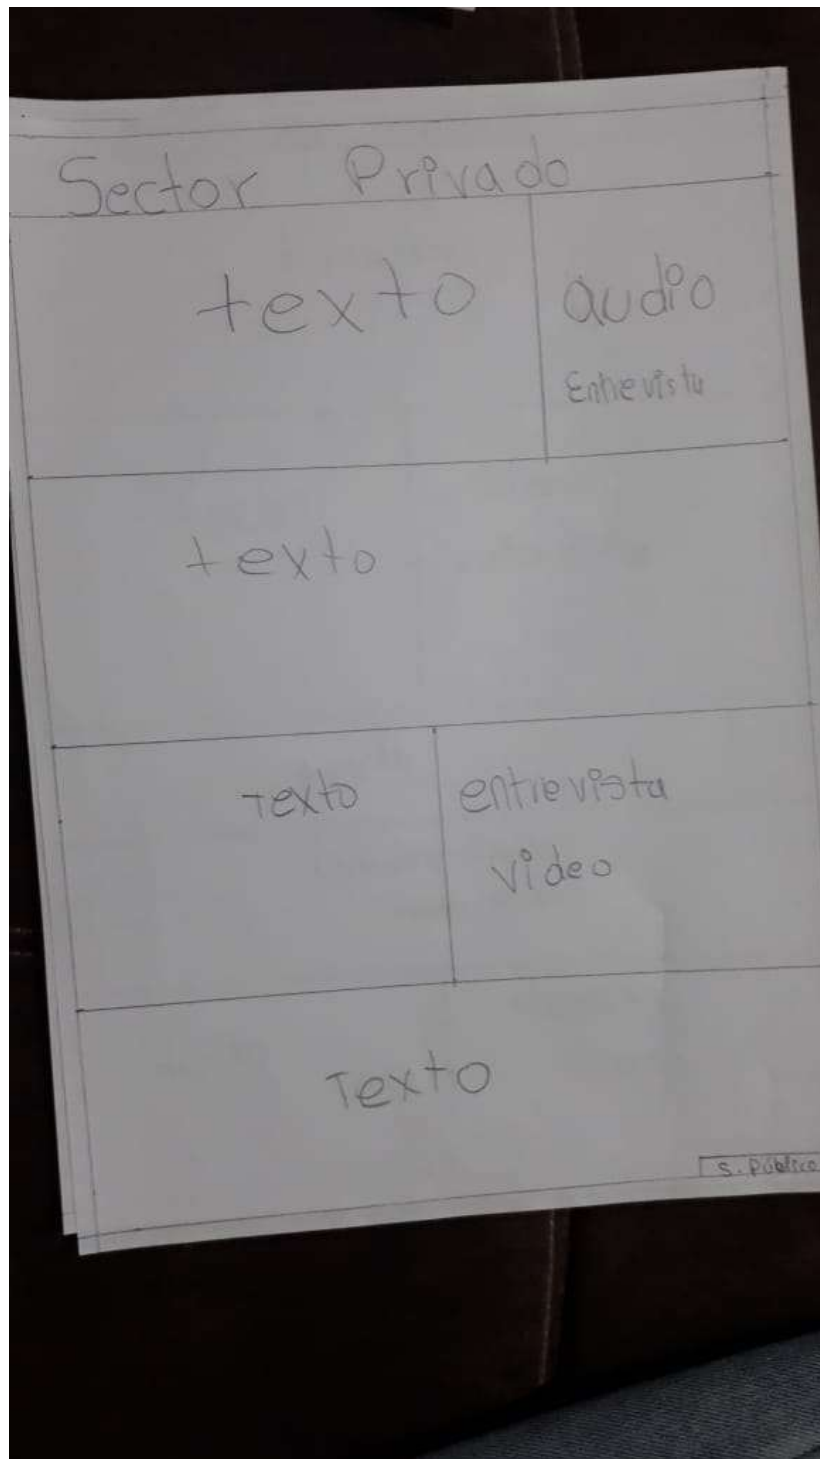 Sector Privado
texto
audio
Entrevista
texto
Texto
entrevista
video
Texto
S. Público